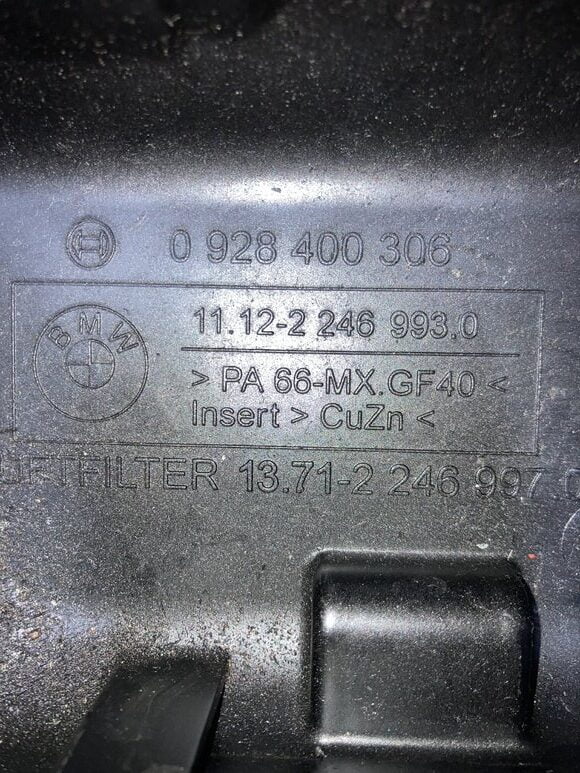 0 928 400 306
BMW
11.12-2 246 993.0
> PA 66-MX.GF40 <
Insert > CuZn <
LUFTFILTER 13.71-2 246 997.0